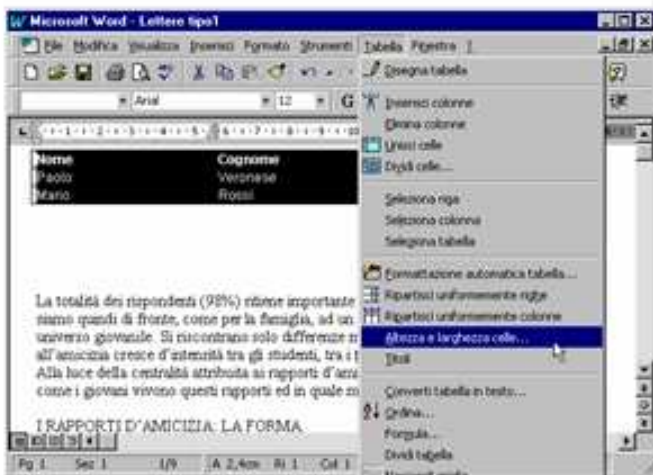 Microsoft Word - Lettere tipo1
File Modifica Visualizza Inserisci Formato Strumenti Tabella Finestra ?
Disegna tabella
Arial 12 G
Inserisci colonne
Elimina colonne
Unisci celle
Dividi celle...
Nome Cognome
Paolo Veronese
Mario Rossi
Seleziona riga
Seleziona colonna
Seleziona tabella
Formattazione automatica tabella...
Ripartisci uniformemente righe
Ripartisci uniformemente colonne
Altezza e larghezza celle...
Titoli
Converti tabella in testo...
Ordina...
Formula...
Dividi tabella
La totalità dei rispondenti (98%) ritiene importante
siamo quindi di fronte, come per la famiglia, ad un
universo giovanile. Si riscontrano solo differenze
all'amicizia cresce d'intensità tra gli studenti, tra i
Alla luce della centralità attribuita ai rapporti d'ami
come i giovani vivono questi rapporti ed in quale m
I RAPPORTI D'AMICIZIA: LA FORMA
Pg 1 Sez 1 1/9 A 2,4cm Ri 1 Col 1